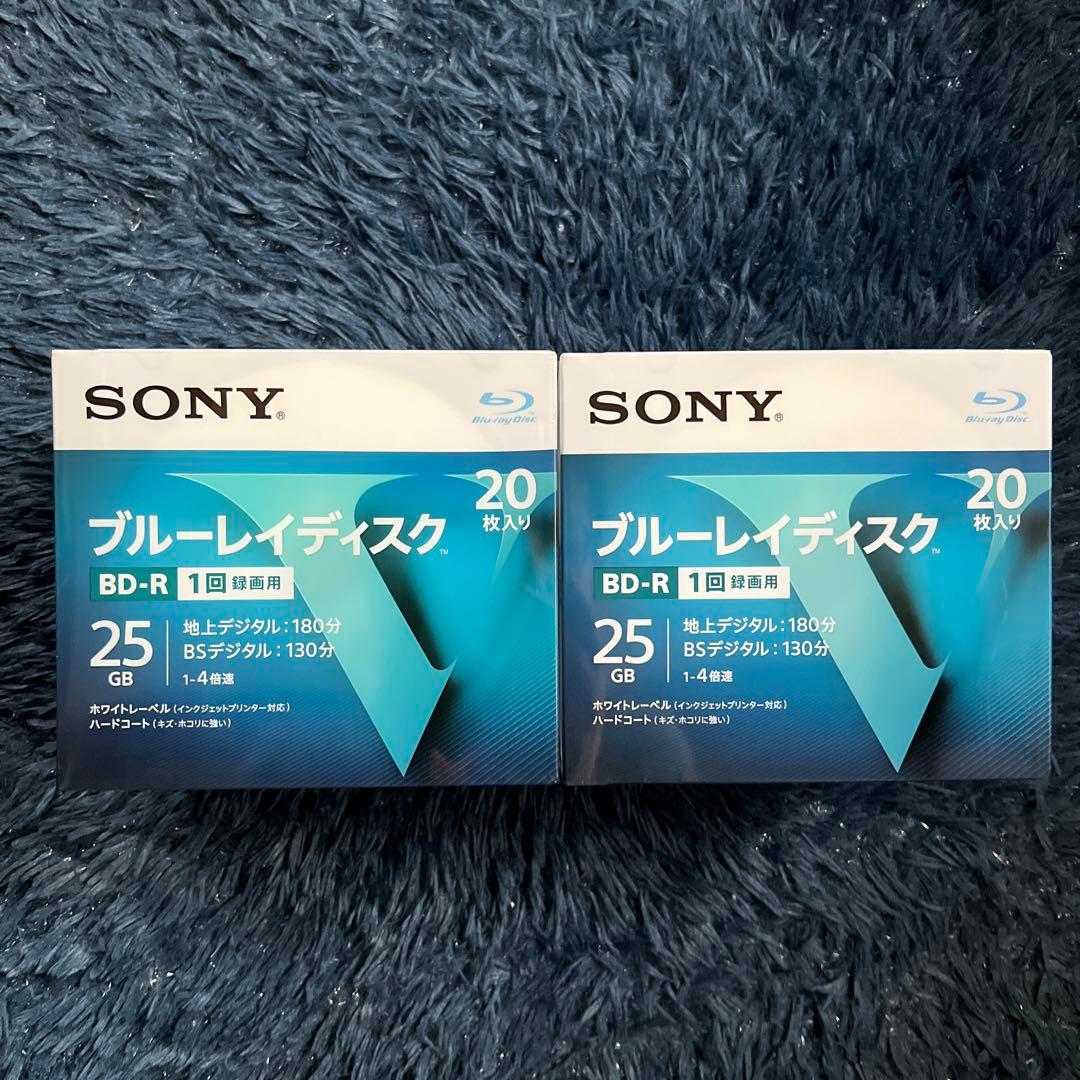 SONY®
Blu-ray Disc™
20
枚入り
ブルーレイディスク™
BD-R 1回録画用
25
GB
地上デジタル:180分
BSデジタル:130分
1-4倍速
ホワイトレーベル(インクジェットプリンター対応)
ハードコート(キズ・ホコリに強い)
SONY®
Blu-ray Disc™
20
枚入り
ブルーレイディスク™
BD-R 1回録画用
25
GB
地上デジタル:180分
BSデジタル:130分
1-4倍速
ホワイトレーベル(インクジェットプリンター対応)
ハードコート(キズ・ホコリに強い)